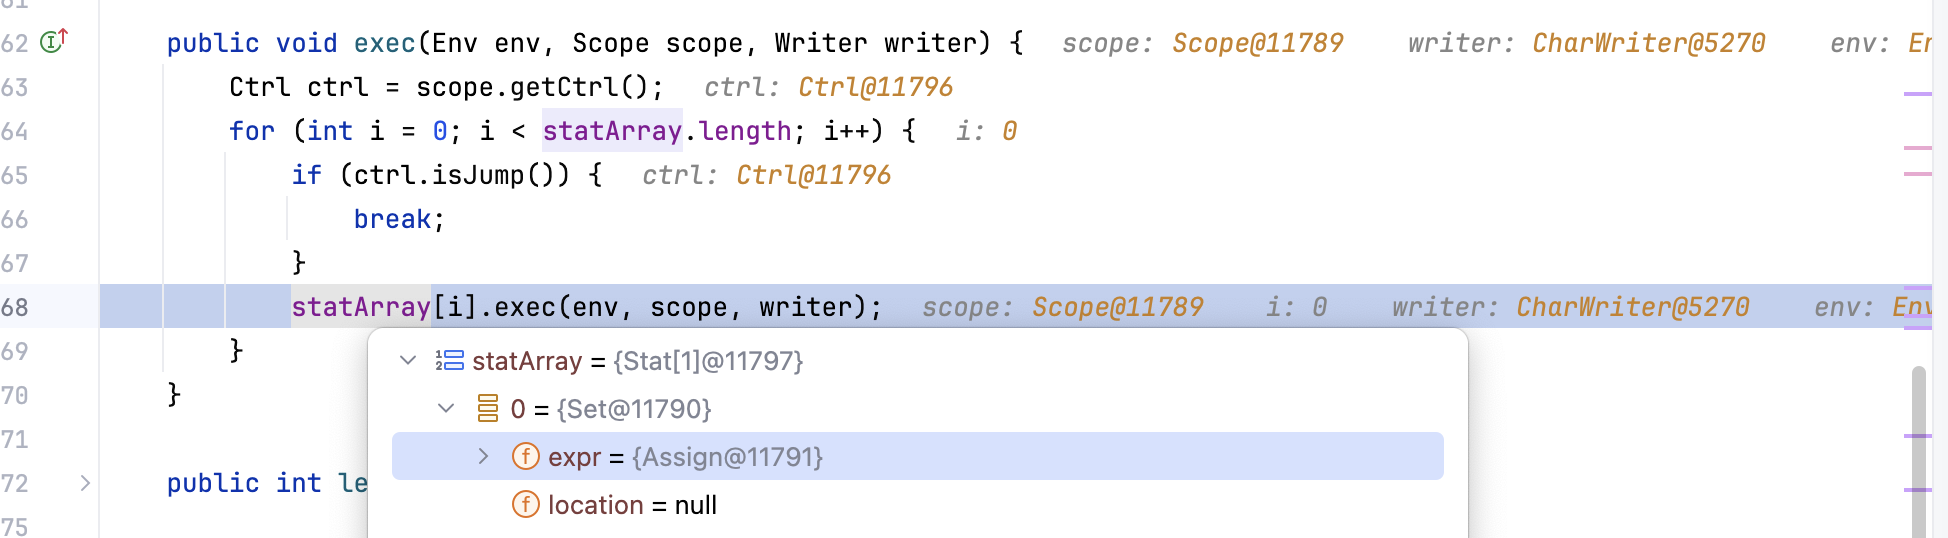 61
62 public void exec(Env env, Scope scope, Writer writer) { scope: Scope@11789 writer: CharWriter@5270 env: En
63 Ctrl ctrl = scope.getCtrl(); ctrl: Ctrl@11796
64 for (int i = 0; i < statArray.length; i++) { i: 0
65 if (ctrl.isJump()) { ctrl: Ctrl@11796
66 break;
67 }
68 statArray[i].exec(env, scope, writer); scope: Scope@11789 i: 0 writer: CharWriter@5270 env: Env
69 }
statArray = {Stat[1]@11797}
70 }
0 = {Set@11790}
71
expr = {Assign@11791}
72 public int le
location = null
75